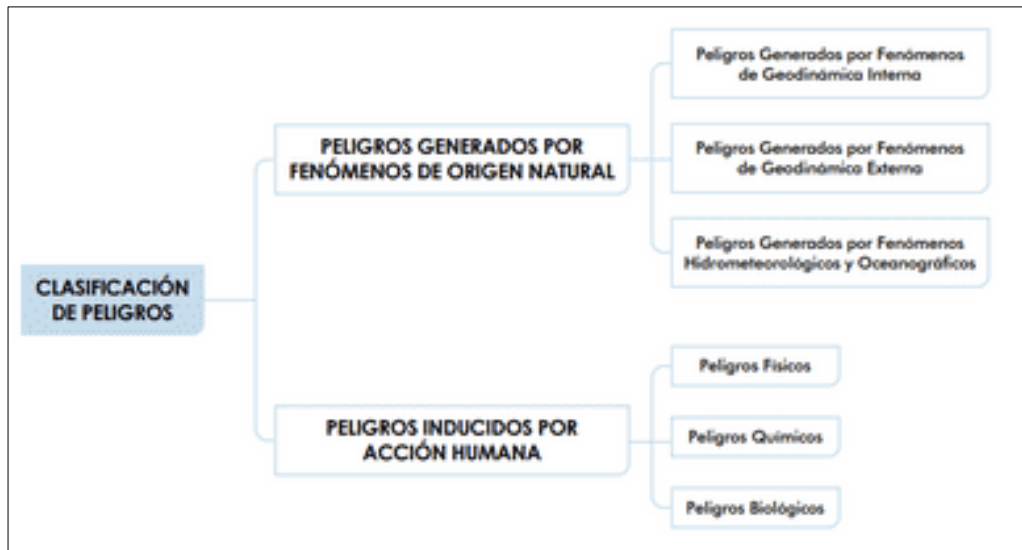 CLASIFICACIÓN
DE PELIGROS
PELIGROS GENERADOS POR
FENÓMENOS DE ORIGEN NATURAL
Peligros Generados por Fenómenos
de Geodinámica Interna
Peligros Generados por Fenómenos
de Geodinámica Externa
Peligros Generados por Fenómenos
Hidrometeorológicos y Oceanográficos
PELIGROS INDUCIDOS POR
ACCIÓN HUMANA
Peligros Físicos
Peligros Químicos
Peligros Biológicos